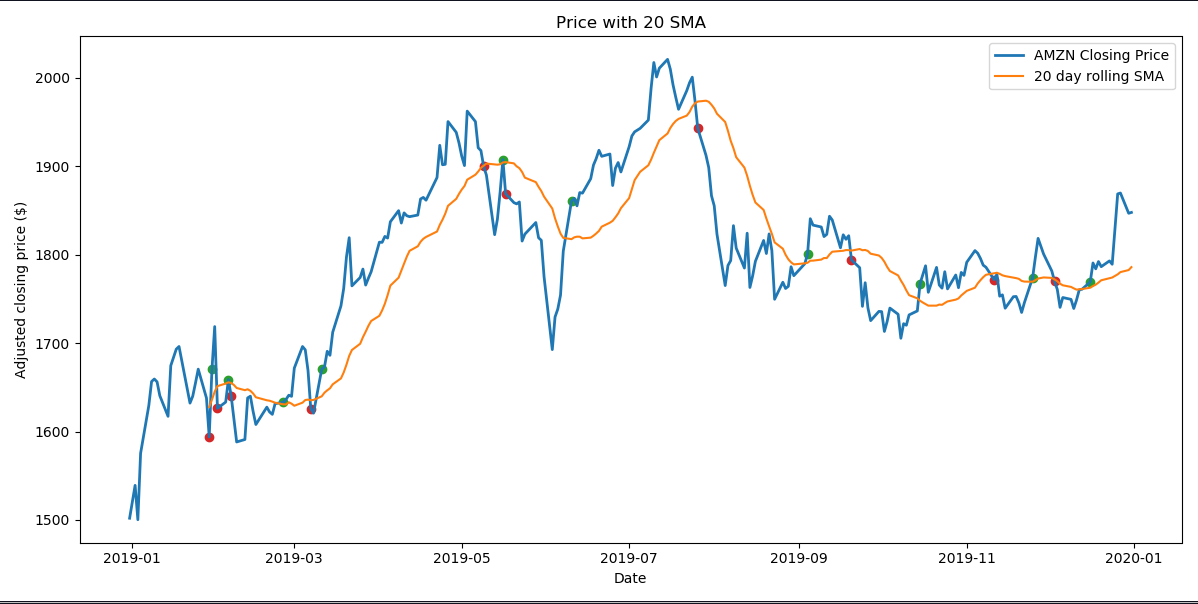 Price with 20 SMA
AMZN Closing Price
20 day rolling SMA
Adjusted closing price ($)
2000
1900
1800
1700
1600
1500
2019-01 2019-03 2019-05 2019-07 2019-09 2019-11 2020-01
Date